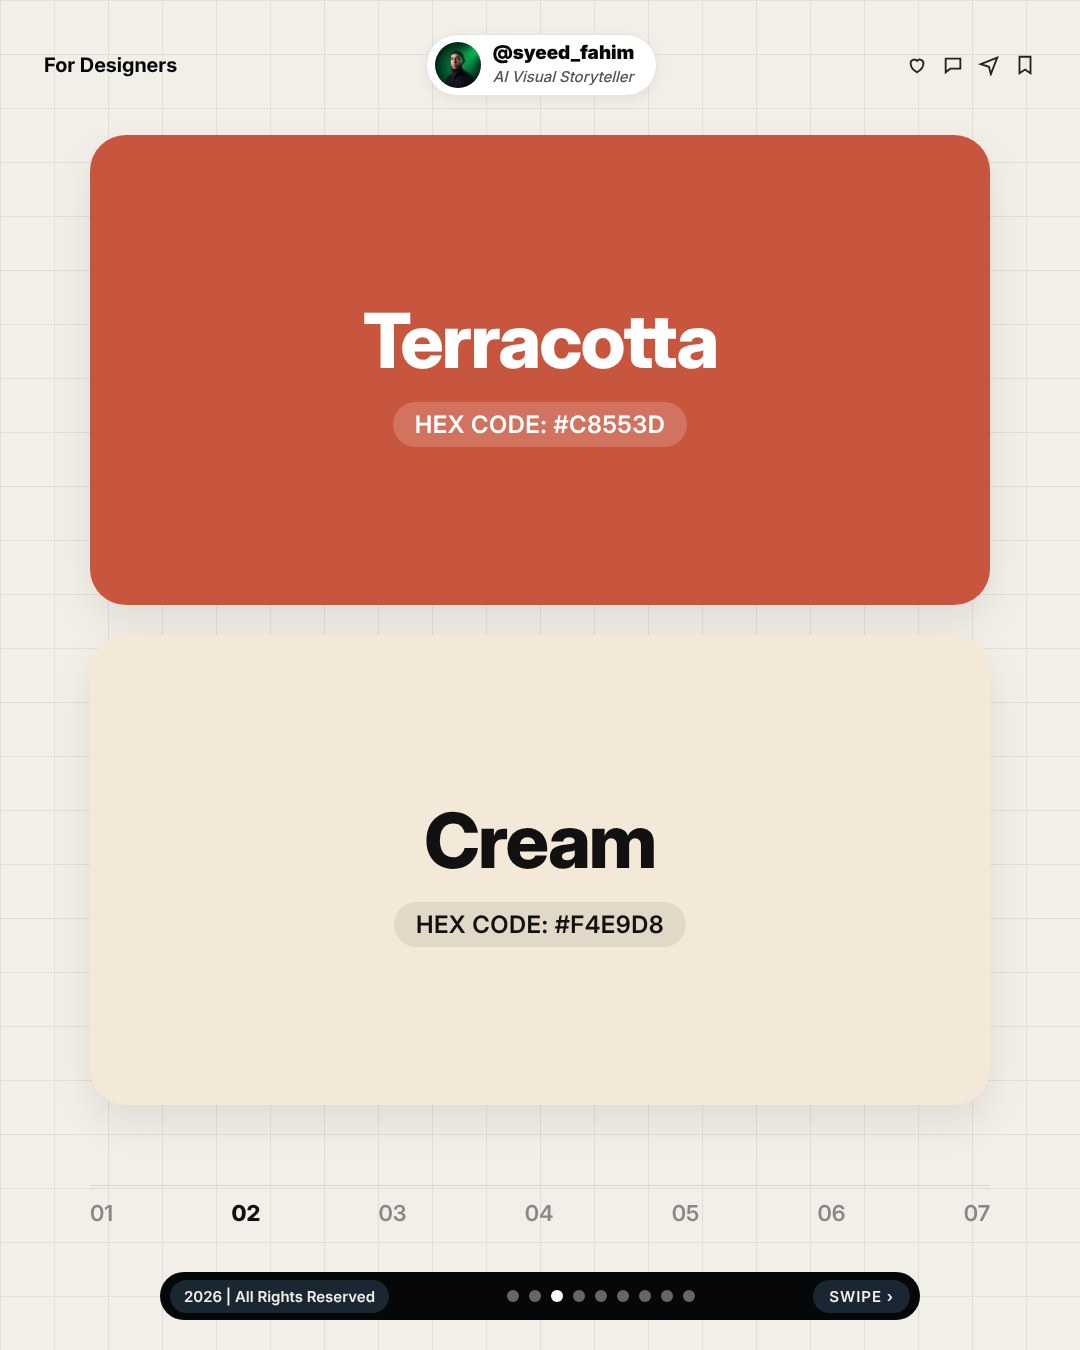 For Designers
@syeed_fahim
AI Visual Storyteller
Terracotta
HEX CODE: #C8553D
Cream
HEX CODE: #F4E9D8
01 02 03 04 05 06 07
2026 | All Rights Reserved
SWIPE ›